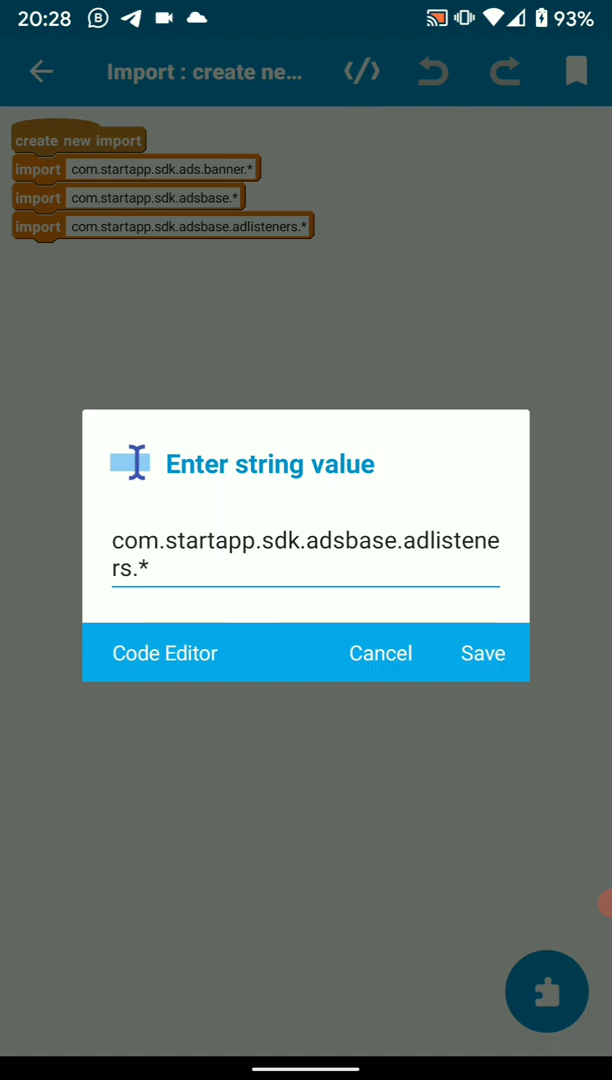 20:28 B 93%
Import : create ne...
create new import
import com.startapp.sdk.ads.banner.*
import com.startapp.sdk.adsbase.*
import com.startapp.sdk.adsbase.adlisteners.*
Enter string value
com.startapp.sdk.adsbase.adlistene
rs.*
Code Editor Cancel Save